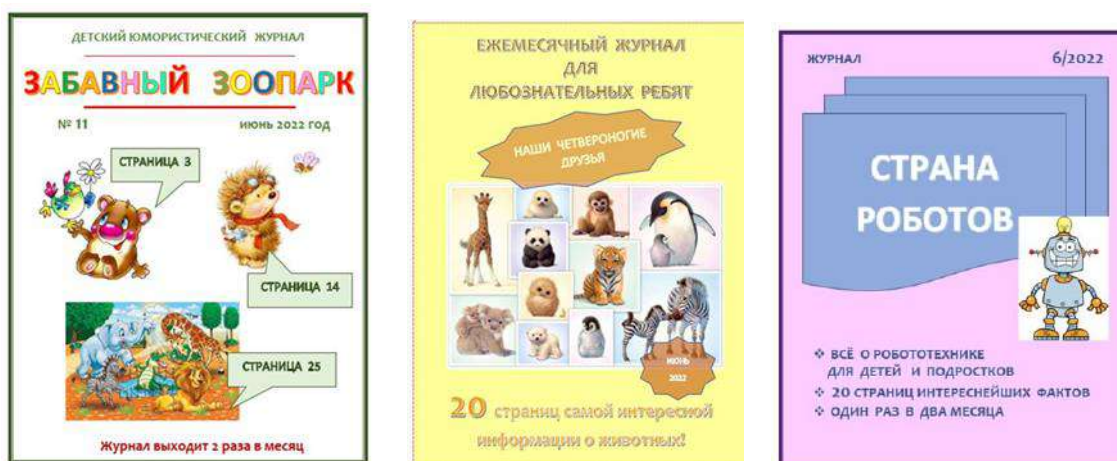 ДЕТСКИЙ ЮМОРИСТИЧЕСКИЙ ЖУРНАЛ
ЗАБАВНЫЙ ЗООПАРК
№ 11 ИЮНЬ 2022 ГОД
СТРАНИЦА 3
СТРАНИЦА 14
СТРАНИЦА 25
Журнал выходит 2 раза в месяц
ЕЖЕМЕСЯЧНЫЙ ЖУРНАЛ
ДЛЯ
ЛЮБОЗНАТЕЛЬНЫХ РЕБЯТ
НАШИ ЧЕТВЕРОНОГИЕ
ДРУЗЬЯ
ИЮНЬ
2022
20 страниц самой интересной
информации о животных!
ЖУРНАЛ 6/2022
СТРАНА
РОБОТОВ
❖ ВСЁ О РОБОТОТЕХНИКЕ
ДЛЯ ДЕТЕЙ И ПОДРОСТКОВ
❖ 20 СТРАНИЦ ИНТЕРЕСНЕЙШИХ ФАКТОВ
❖ ОДИН РАЗ В ДВА МЕСЯЦА